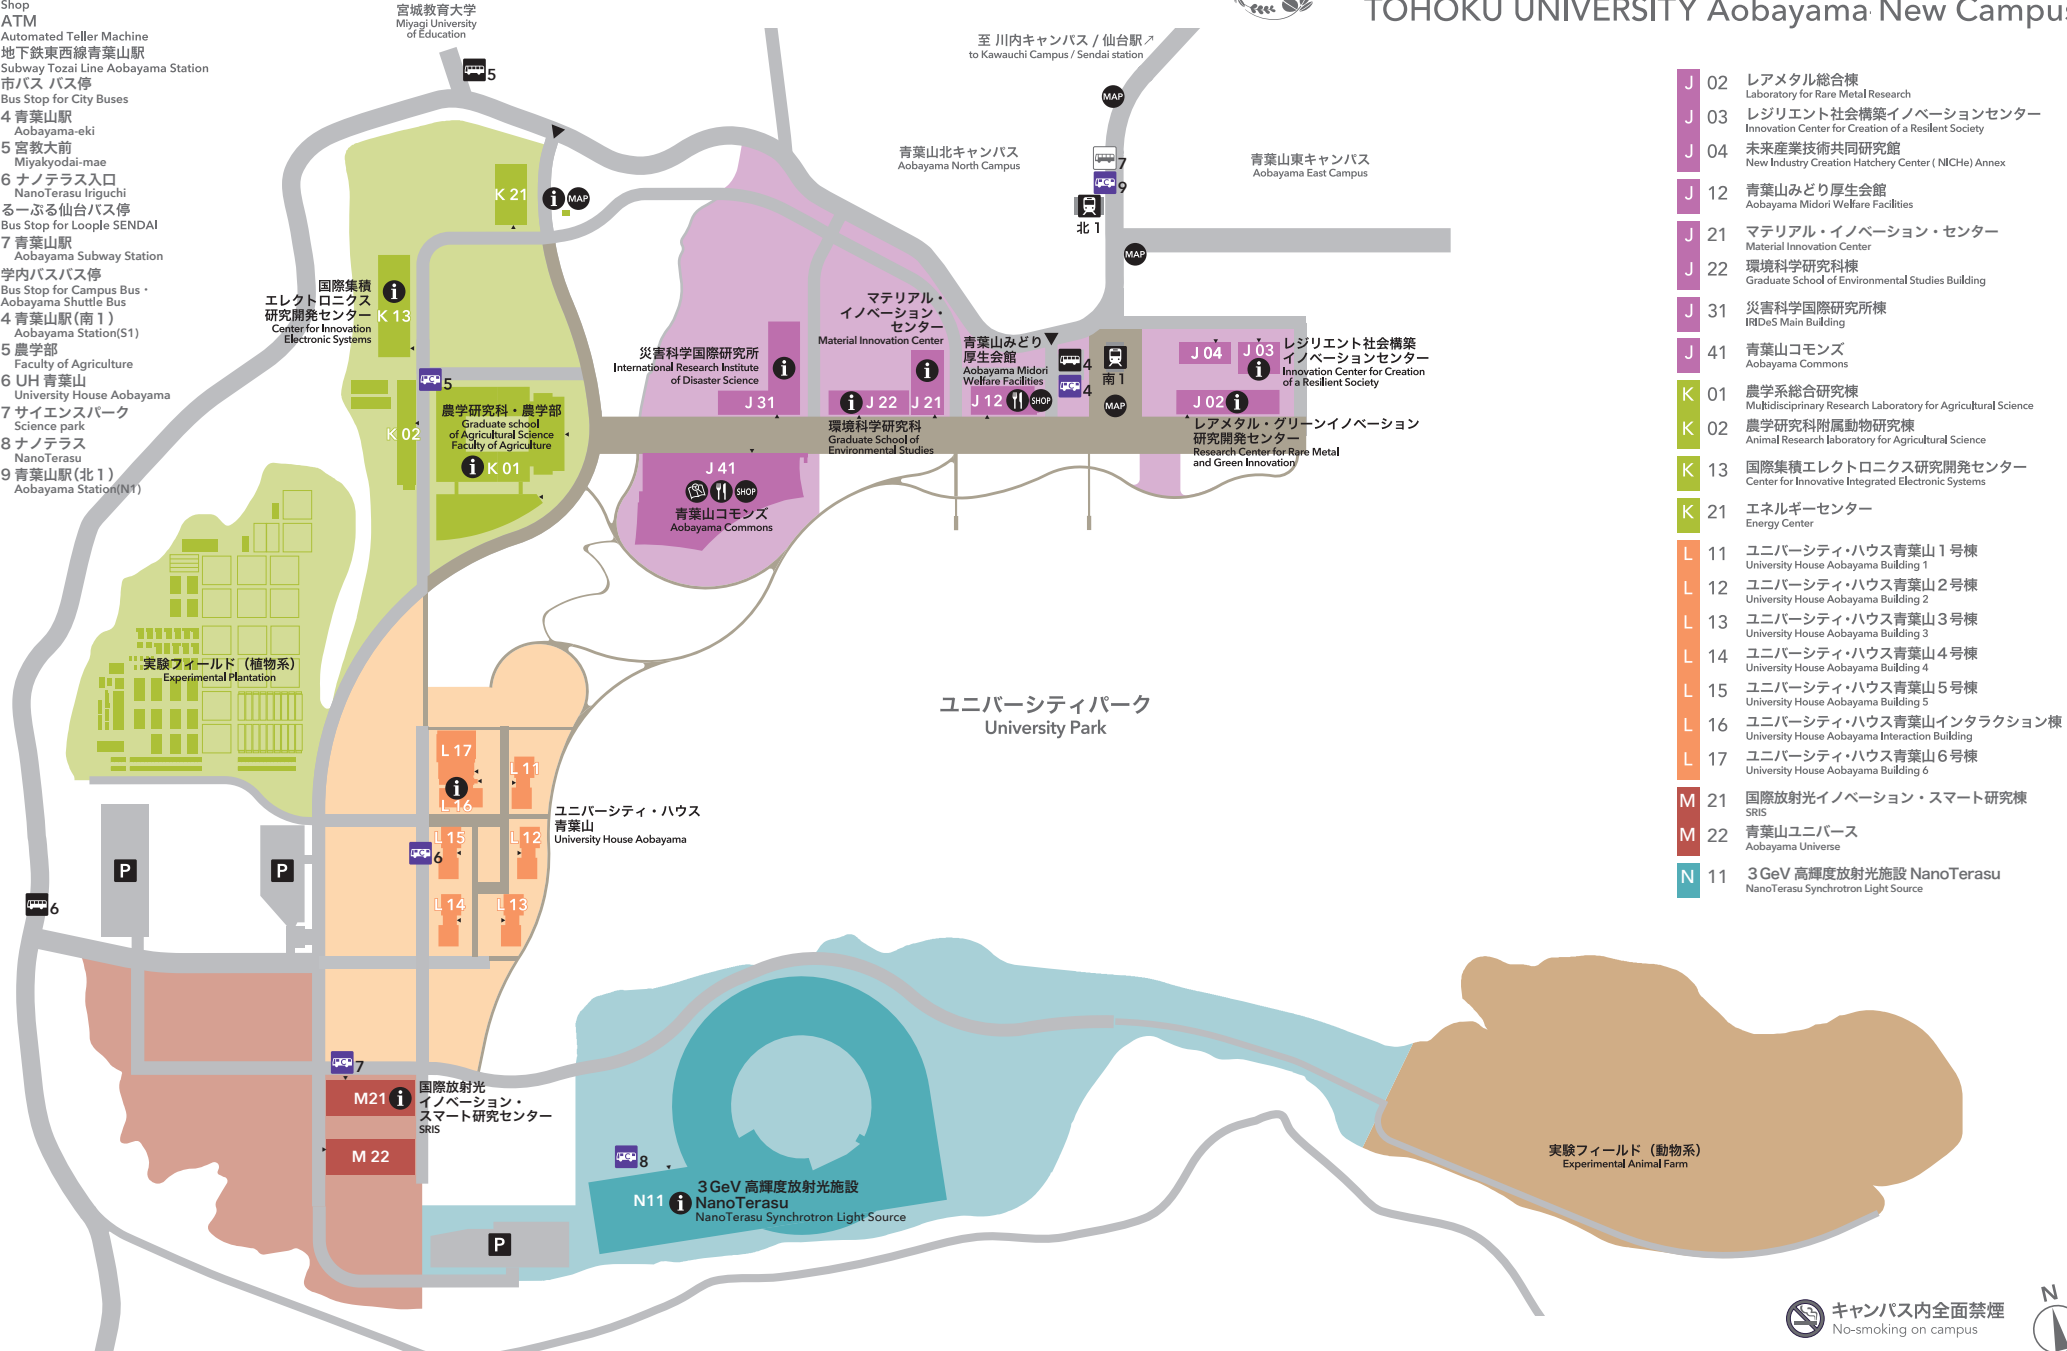 Shop
ATM
Automated Teller Machine
地下鉄東西線青葉山駅
Subway Tozai Line Aobayama Station
市バス バス停
Bus Stop for City Buses
4 青葉山駅
Aobayama-eki
5 宮教大前
Miyakyodai-mae
6 ナノテラス入口
NanoTerasu Iriguchi
るーぷる仙台バス停
Bus Stop for Loople SENDAI
7 青葉山駅
Aobayama Subway Station
学内バスバス停
Bus Stop for Campus Bus・
Aobayama Shuttle Bus
4 青葉山駅(南1)
Aobayama Station(S1)
5 農学部
Faculty of Agriculture
6 UH 青葉山
University House Aobayama
7 サイエンスパーク
Science park
8 ナノテラス
NanoTerasu
9 青葉山駅(北1)
Aobayama Station(N1)
宮城教育大学
Miyagi University
of Education
5
至 川内キャンパス / 仙台駅↗
to Kawauchi Campus / Sendai station
TOHOKU UNIVERSITY Aobayama New Campus
MAP
青葉山北キャンパス
Aobayama North Campus
7
9
北 1
青葉山東キャンパス
Aobayama East Campus
MAP
K 21
i MAP
国際集積
エレクトロニクス
研究開発センター
Center for Innovation
Electronic Systems
i
K 13
5
K 02
農学研究科・農学部
Graduate school
of Agricultural Science
Faculty of Agriculture
i K 01
災害科学国際研究所
International Research Institute
of Disaster Science
i
J 31
マテリアル・
イノベーション・
センター
Material Innovation Center
i
i J 22
J 21
環境科学研究科
Graduate School of
Environmental Studies
青葉山みどり
厚生会館
Aobayama Midori
Welfare Facilities
J 12
SHOP
4
4
南 1
MAP
J 04
J 03
i
レジリエント社会構築
イノベーションセンター
Innovation Center for Creation
of a Resilient Society
J 02 i
レアメタル・グリーンイノベーション
研究開発センター
Research Center for Rare Metal
and Green Innovation
J 41
SHOP
青葉山コモンズ
Aobayama Commons
実験フィールド（植物系）
Experimental Plantation
ユニバーシティパーク
University Park
L 17
i
L 16
L 11
L 15
L 12
L 14
L 13
6
ユニバーシティ・ハウス
青葉山
University House Aobayama
P
P
6
7
M21 i
国際放射光
イノベーション・
スマート研究センター
SRIS
M 22
8
N11 i
3GeV 高輝度放射光施設
NanoTerasu
NanoTerasu Synchrotron Light Source
P
実験フィールド（動物系）
Experimental Animal Farm
J 02 レアメタル総合棟
Laboratory for Rare Metal Research
J 03 レジリエント社会構築イノベーションセンター
Innovation Center for Creation of a Resilent Society
J 04 未来産業技術共同研究館
New Industry Creation Hatchery Center ( NICHe) Annex
J 12 青葉山みどり厚生会館
Aobayama Midori Welfare Facilities
J 21 マテリアル・イノベーション・センター
Material Innovation Center
J 22 環境科学研究科棟
Graduate School of Environmental Studies Building
J 31 災害科学国際研究所棟
IRIDeS Main Building
J 41 青葉山コモンズ
Aobayama Commons
K 01 農学系総合研究棟
Multidisciprinary Research Laboratory for Agricultural Science
K 02 農学研究科附属動物研究棟
Animal Research laboratory for Agricultural Science
K 13 国際集積エレクトロニクス研究開発センター
Center for Innovative Integrated Electronic Systems
K 21 エネルギーセンター
Energy Center
L 11 ユニバーシティ・ハウス青葉山1号棟
University House Aobayama Building 1
L 12 ユニバーシティ・ハウス青葉山2号棟
University House Aobayama Building 2
L 13 ユニバーシティ・ハウス青葉山3号棟
University House Aobayama Building 3
L 14 ユニバーシティ・ハウス青葉山4号棟
University House Aobayama Building 4
L 15 ユニバーシティ・ハウス青葉山5号棟
University House Aobayama Building 5
L 16 ユニバーシティ・ハウス青葉山インタラクション棟
University House Aobayama Interaction Building
L 17 ユニバーシティ・ハウス青葉山6号棟
University House Aobayama Building 6
M 21 国際放射光イノベーション・スマート研究棟
SRIS
M 22 青葉山ユニバース
Aobayama Universe
N 11 3GeV 高輝度放射光施設 NanoTerasu
NanoTerasu Synchrotron Light Source
キャンパス内全面禁煙
No-smoking on campus
N